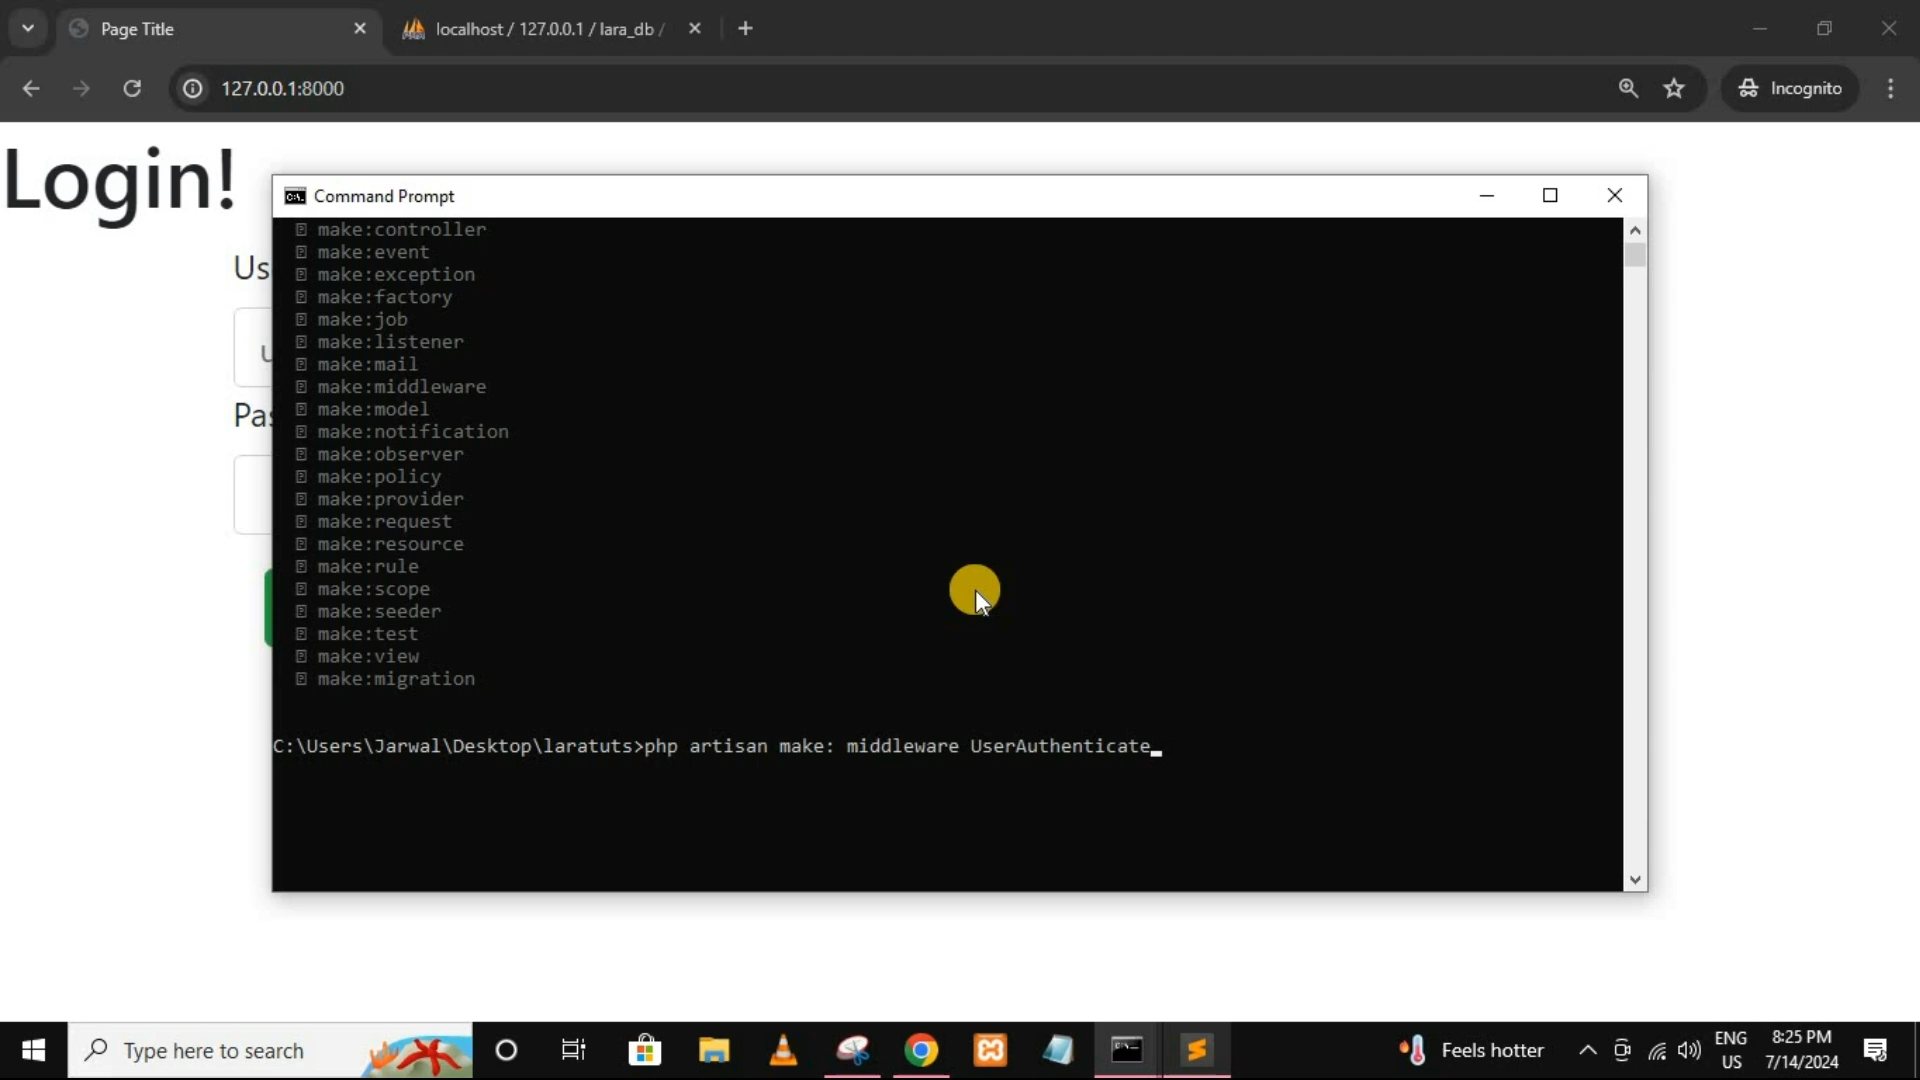 Page Title
localhost / 127.0.0.1 / lara_db /
127.0.0.1:8000
Incognito
Login!
Command Prompt
make:controller
make:event
make:exception
make:factory
make:job
make:listener
make:mail
make:middleware
make:model
make:notification
make:observer
make:policy
make:provider
make:request
make:resource
make:rule
make:scope
make:seeder
make:test
make:view
make:migration
C:\Users\Jarwal\Desktop\laratuts>php artisan make: middleware UserAuthenticate_
Us
Pas
Type here to search
Feels hotter
ENG
US
8:25 PM
7/14/2024